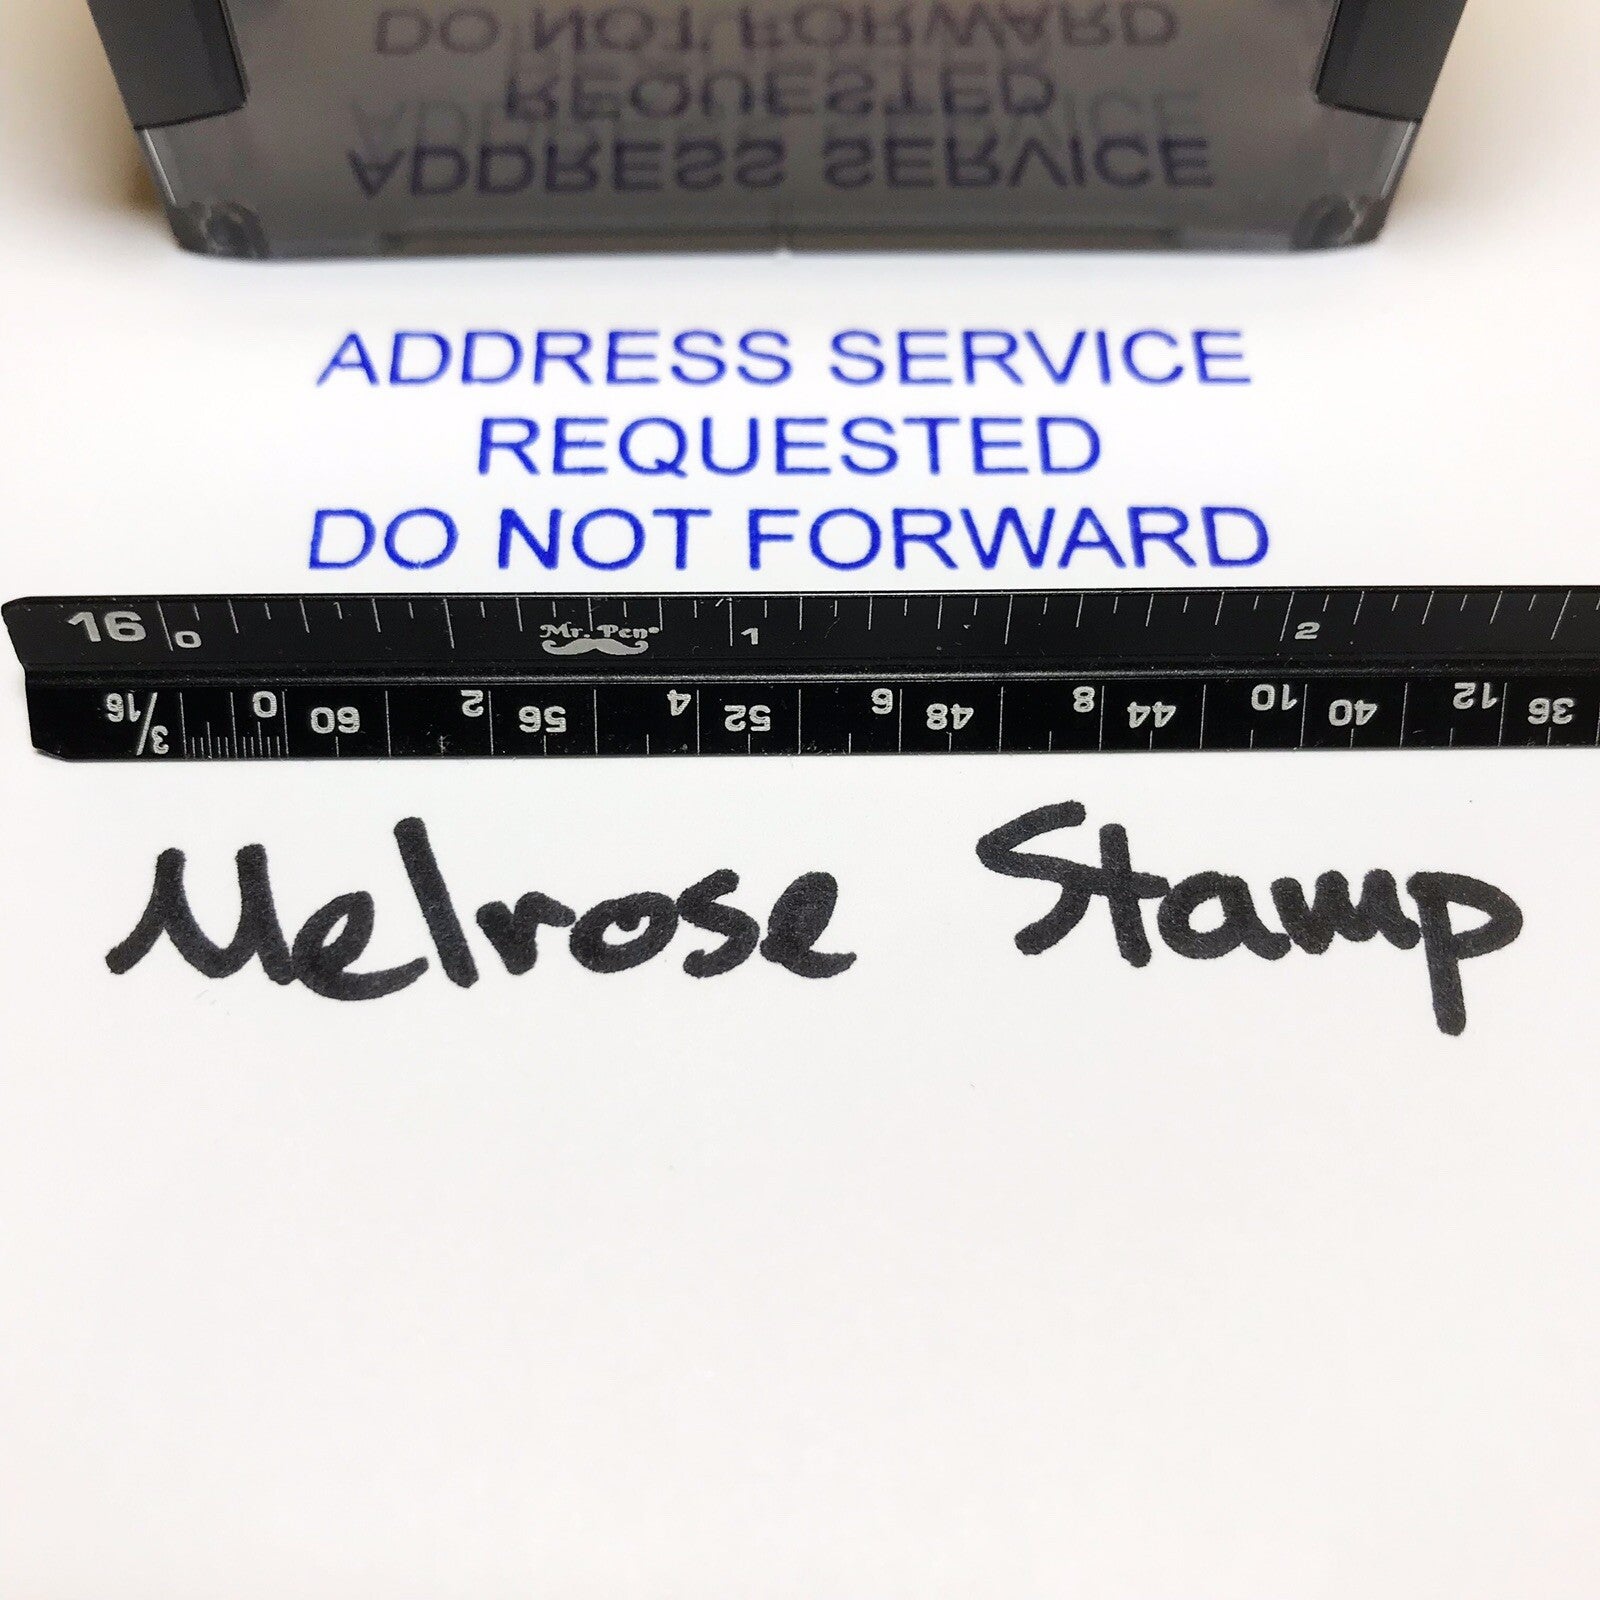 DO NOT FORWARD
REQUESTED
ADDRESS SERVICE
ADDRESS SERVICE
REQUESTED
DO NOT FORWARD
16 0 Mr. Pen® 1 2
3/16 0 60 2 56 4 52 6 48 8 44 10 40 12 36
Melrose Stamp